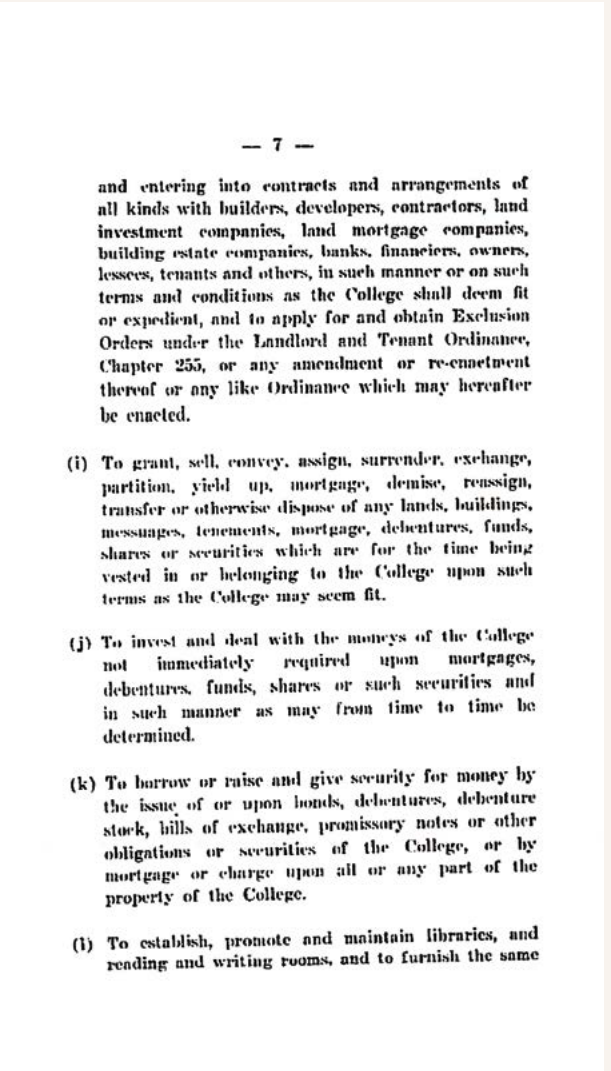 — 7 —
and entering into contracts and arrangements of
all kinds with builders, developers, contractors, land
investment companies, land mortgage companies,
building estate companies, banks, financiers, owners,
lessees, tenants and others, in such manner or on such
terms and conditions as the College shall deem fit
or expedient, and to apply for and obtain Exclusion
Orders under the Landlord and Tenant Ordinance,
Chapter 255, or any amendment or re-enactment
thereof or any like Ordinance which may hereafter
be enacted.
(i) To grant, sell, convey, assign, surrender, exchange,
partition, yield up, mortgage, demise, reassign,
transfer or otherwise dispose of any lands, buildings,
messuages, tenements, mortgage, debentures, funds,
shares or securities which are for the time being
vested in or belonging to the College upon such
terms as the College may seem fit.
(j) To invest and deal with the moneys of the College
not immediately required upon mortgages,
debentures, funds, shares or such securities and
in such manner as may from time to time be
determined.
(k) To borrow or raise and give security for money by
the issue of or upon bonds, debentures, debenture
stock, bills of exchange, promissory notes or other
obligations or securities of the College, or by
mortgage or charge upon all or any part of the
property of the College.
(l) To establish, promote and maintain libraries, and
reading and writing rooms, and to furnish the same